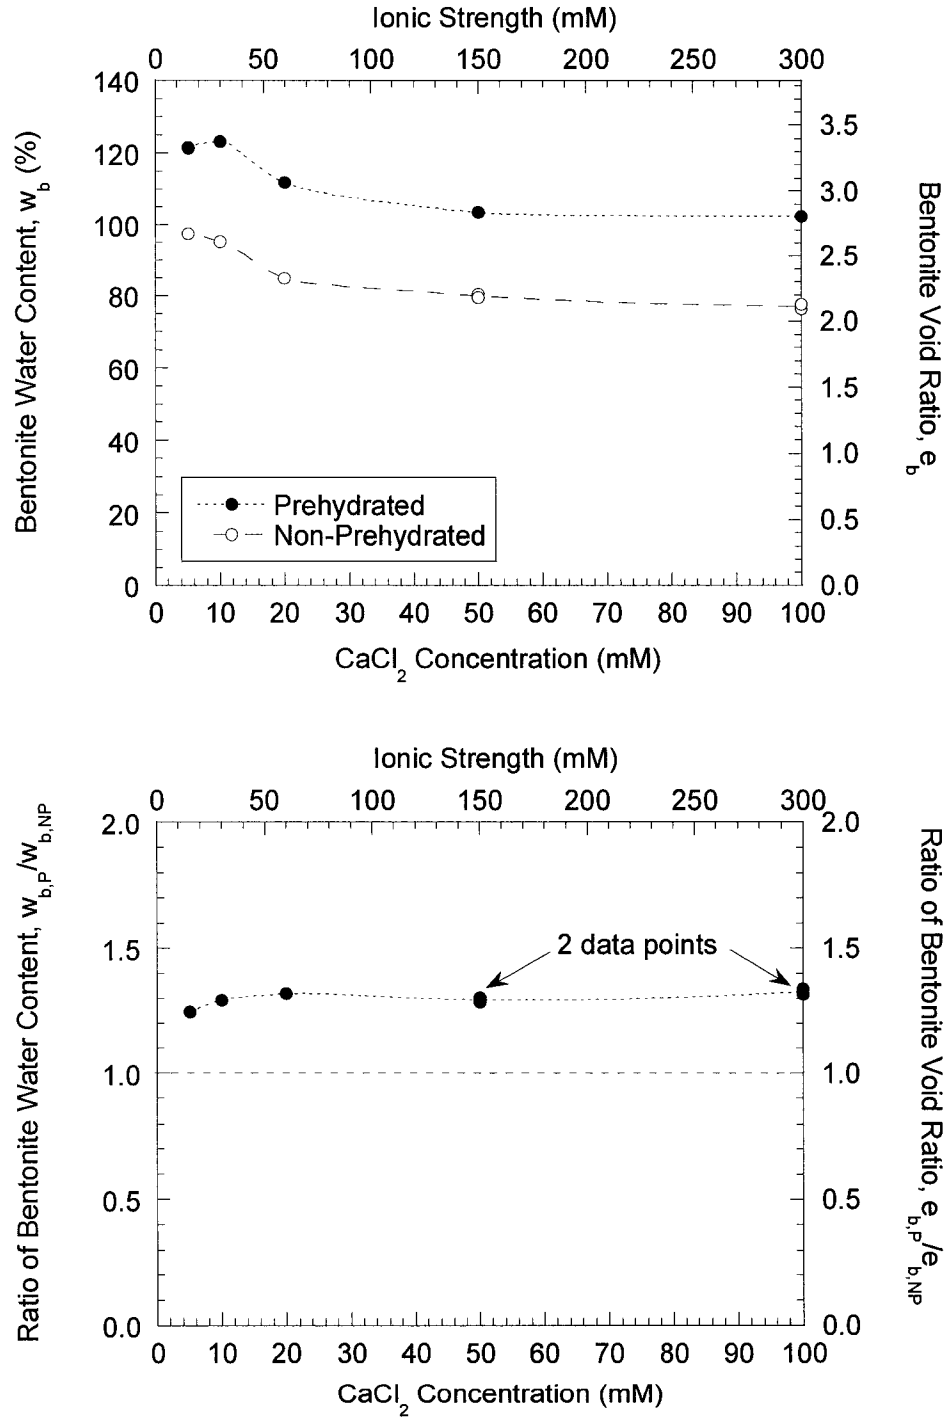 Ionic Strength (mM)
0 50 100 150 200 250 300
Bentonite Water Content, w_b (%)
140
120
100
80
60
40
20
0
3.5
3.0
2.5
2.0
1.5
1.0
0.5
0.0
Bentonite Void Ratio, e_b
Prehydrated
Non-Prehydrated
0 10 20 30 40 50 60 70 80 90 100
CaCl₂ Concentration (mM)
Ionic Strength (mM)
0 50 100 150 200 250 300
Ratio of Bentonite Water Content, w_b,P/w_b,NP
2.0
1.5
1.0
0.5
0.0
2 data points
2.0
1.5
1.0
0.5
0.0
Ratio of Bentonite Void Ratio, e_b,P/e_b,NP
0 10 20 30 40 50 60 70 80 90 100
CaCl₂ Concentration (mM)